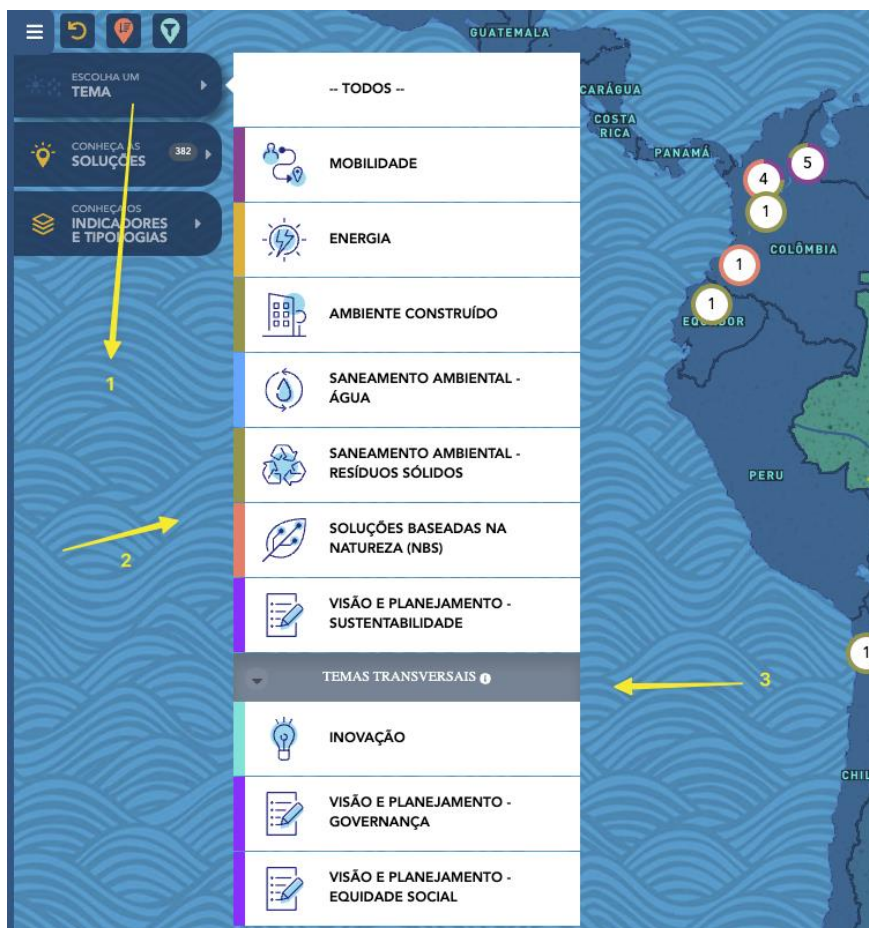 GUATEMALA
ESCOLHA UM
TEMA
CONHEÇA AS
SOLUÇÕES
382
CONHEÇA OS
INDICADORES
E TIPOLOGIAS
-- TODOS --
MOBILIDADE
ENERGIA
AMBIENTE CONSTRUÍDO
SANEAMENTO AMBIENTAL -
ÁGUA
SANEAMENTO AMBIENTAL -
RESÍDUOS SÓLIDOS
SOLUÇÕES BASEADAS NA
NATUREZA (NBS)
VISÃO E PLANEJAMENTO -
SUSTENTABILIDADE
TEMAS TRANSVERSAIS
INOVAÇÃO
VISÃO E PLANEJAMENTO -
GOVERNANÇA
VISÃO E PLANEJAMENTO -
EQUIDADE SOCIAL
1
2
3
CARÁGUA
COSTA
RICA
PANAMÁ
5
4
1
COLÔMBIA
1
1
EQUADOR
PERU
1
CHIL